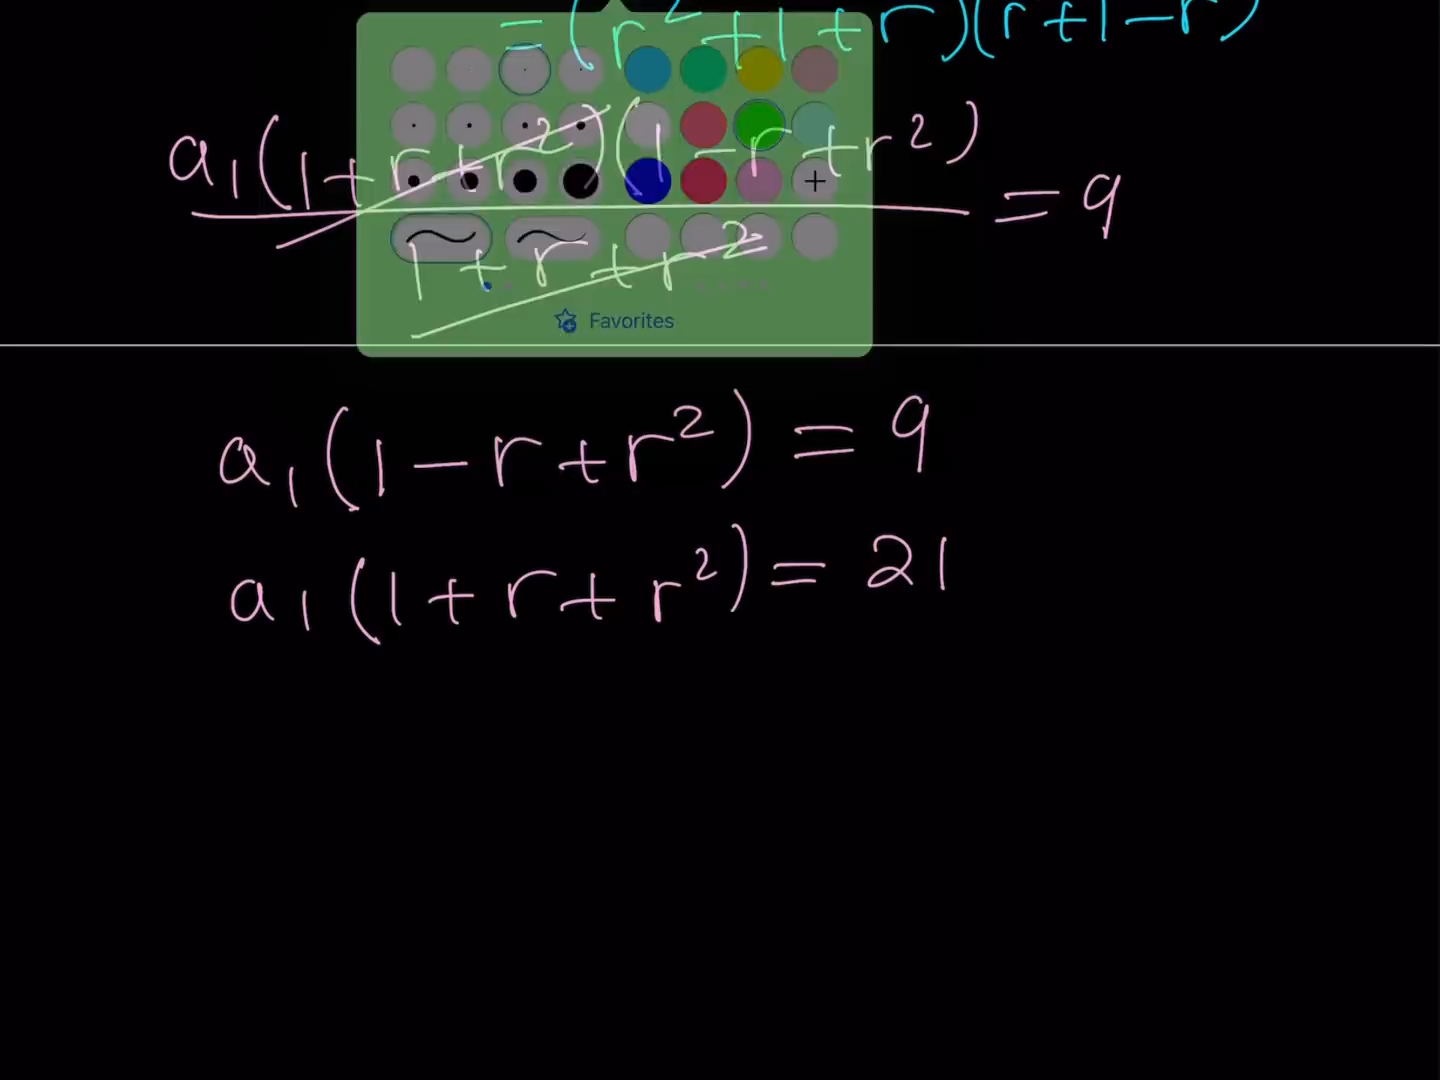 = (r² + 1 + r)(r + 1 - r)
a₁(1 + r + r²)(1 - r + r²)
= 9
1 + r + r²
Favorites
a₁(1 - r + r²) = 9
a₁(1 + r + r²) = 21